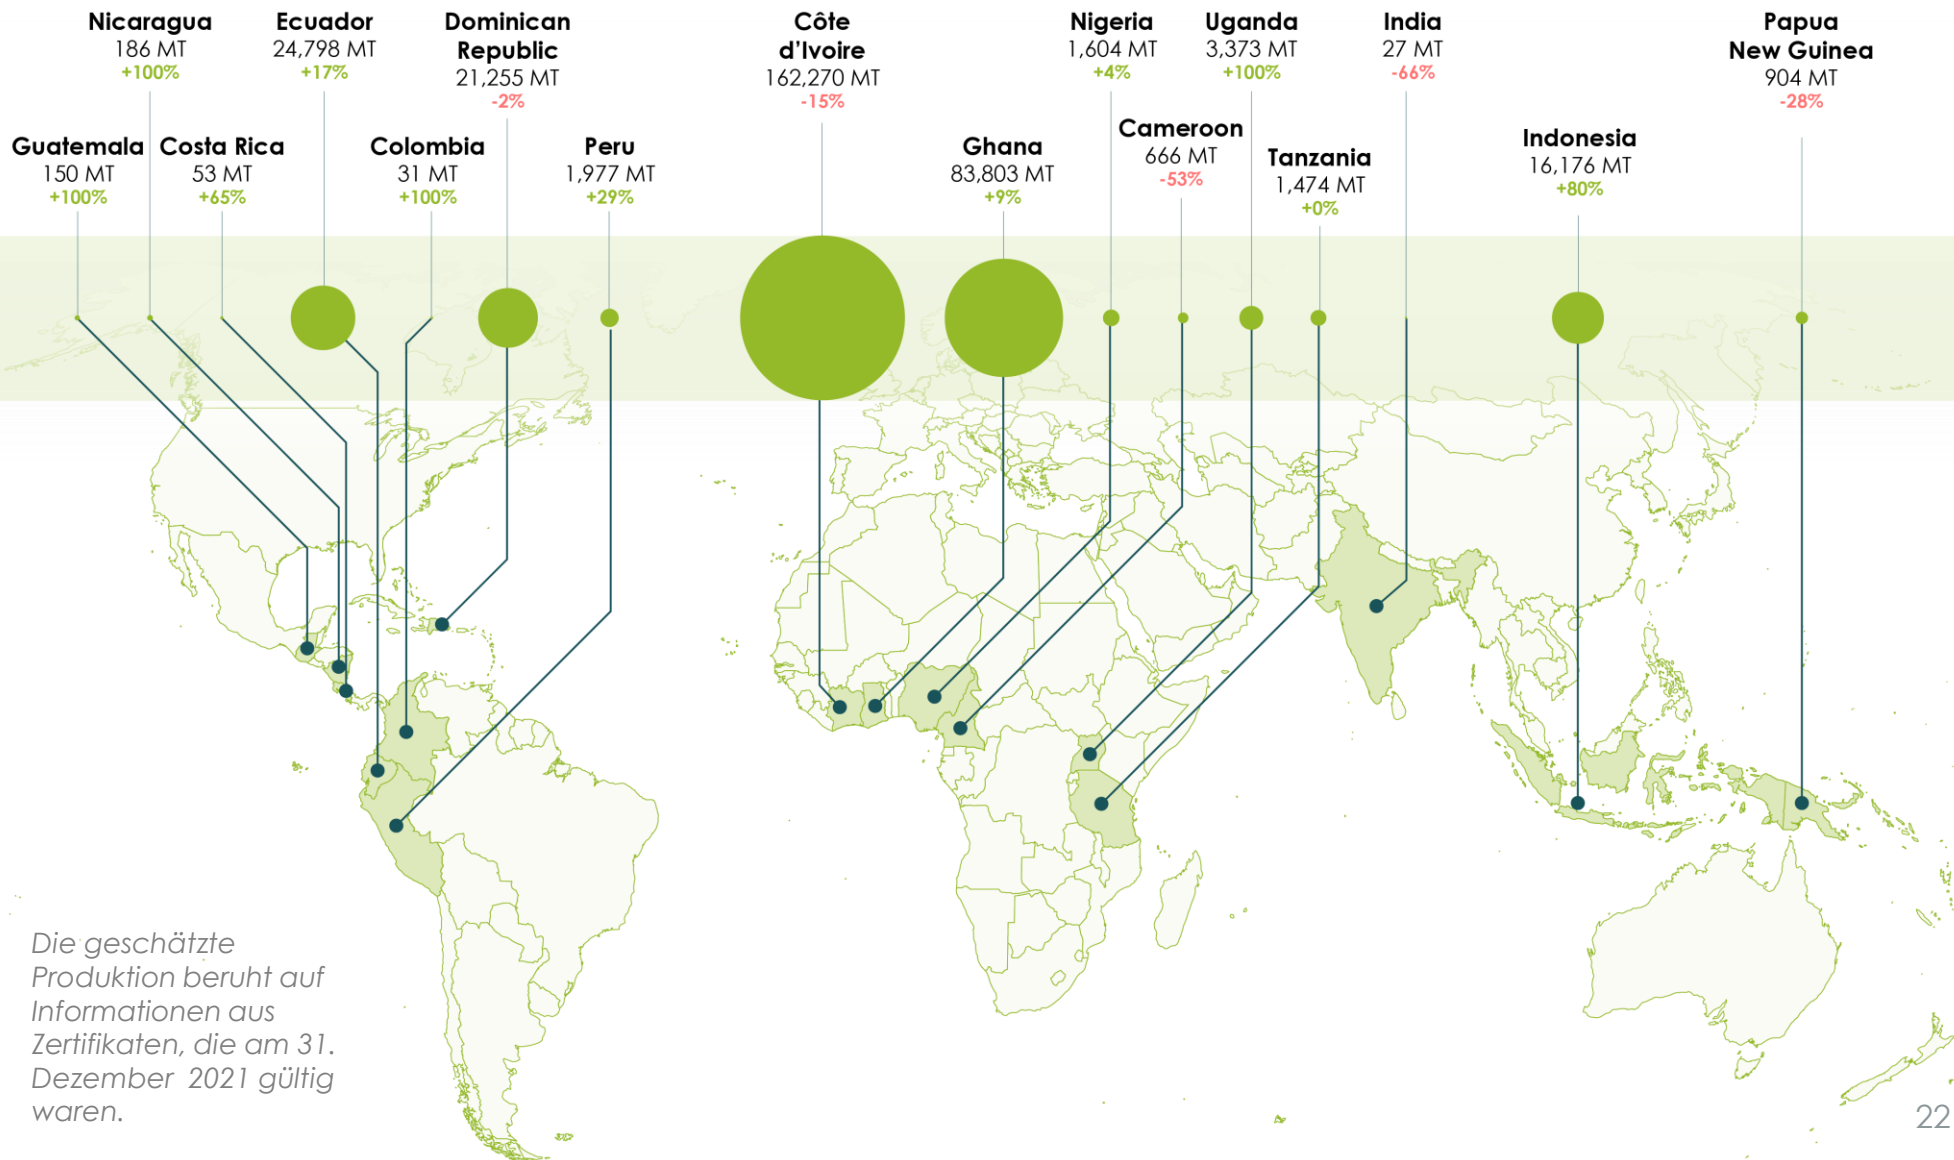 Nicaragua
186 MT
+100%
Ecuador
24,798 MT
+17%
Dominican
Republic
21,255 MT
-2%
Côte
d'Ivoire
162,270 MT
-15%
Nigeria
1,604 MT
+4%
Uganda
3,373 MT
+100%
India
27 MT
-66%
Papua
New Guinea
904 MT
-28%
Guatemala
150 MT
+100%
Costa Rica
53 MT
+65%
Colombia
31 MT
+100%
Peru
1,977 MT
+29%
Ghana
83,803 MT
+9%
Cameroon
666 MT
-53%
Tanzania
1,474 MT
+0%
Indonesia
16,176 MT
+80%
Die geschätzte
Produktion beruht auf
Informationen aus
Zertifikaten, die am 31.
Dezember 2021 gültig
waren.
22